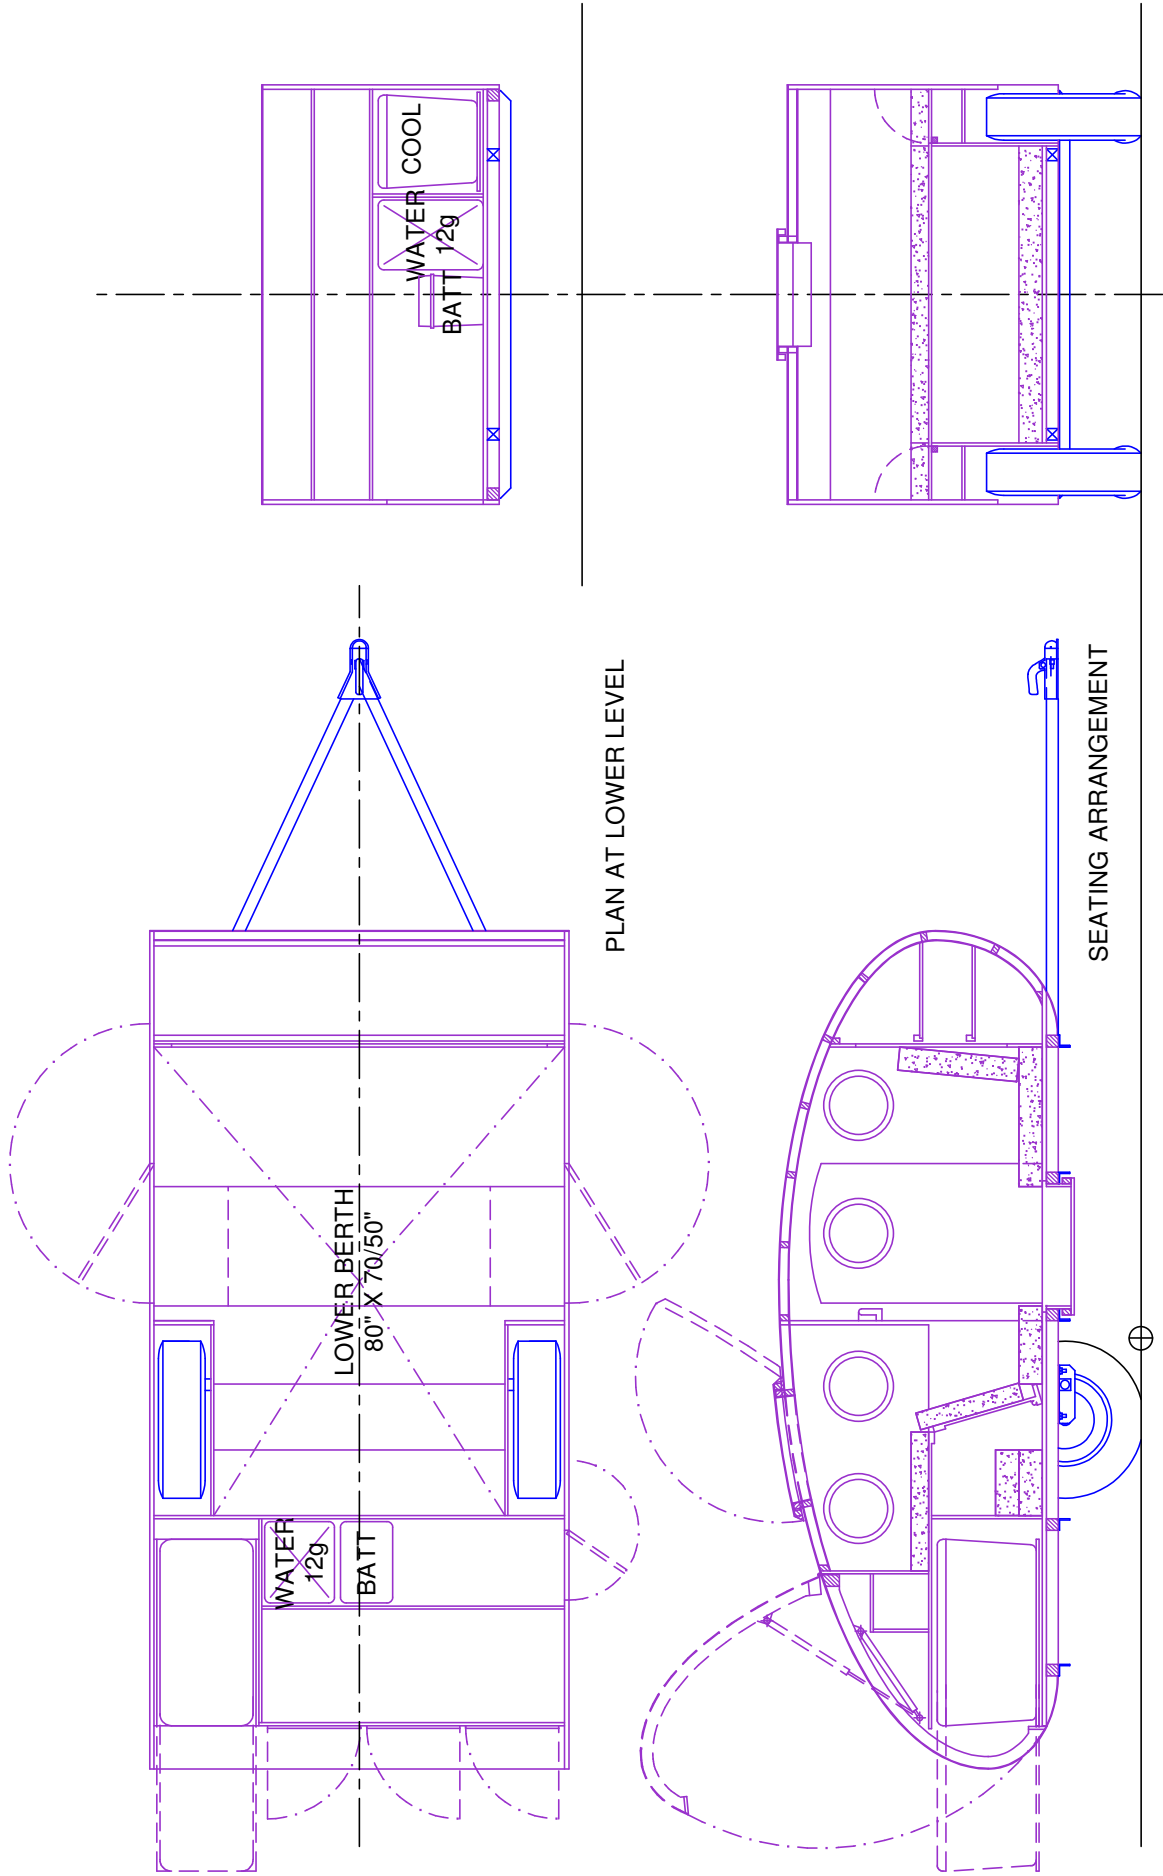 COOL
WATER
12g
BATT
PLAN AT LOWER LEVEL
SEATING ARRANGEMENT
LOWER BERTH
80" X 70/50"
WATER
12g
BATT